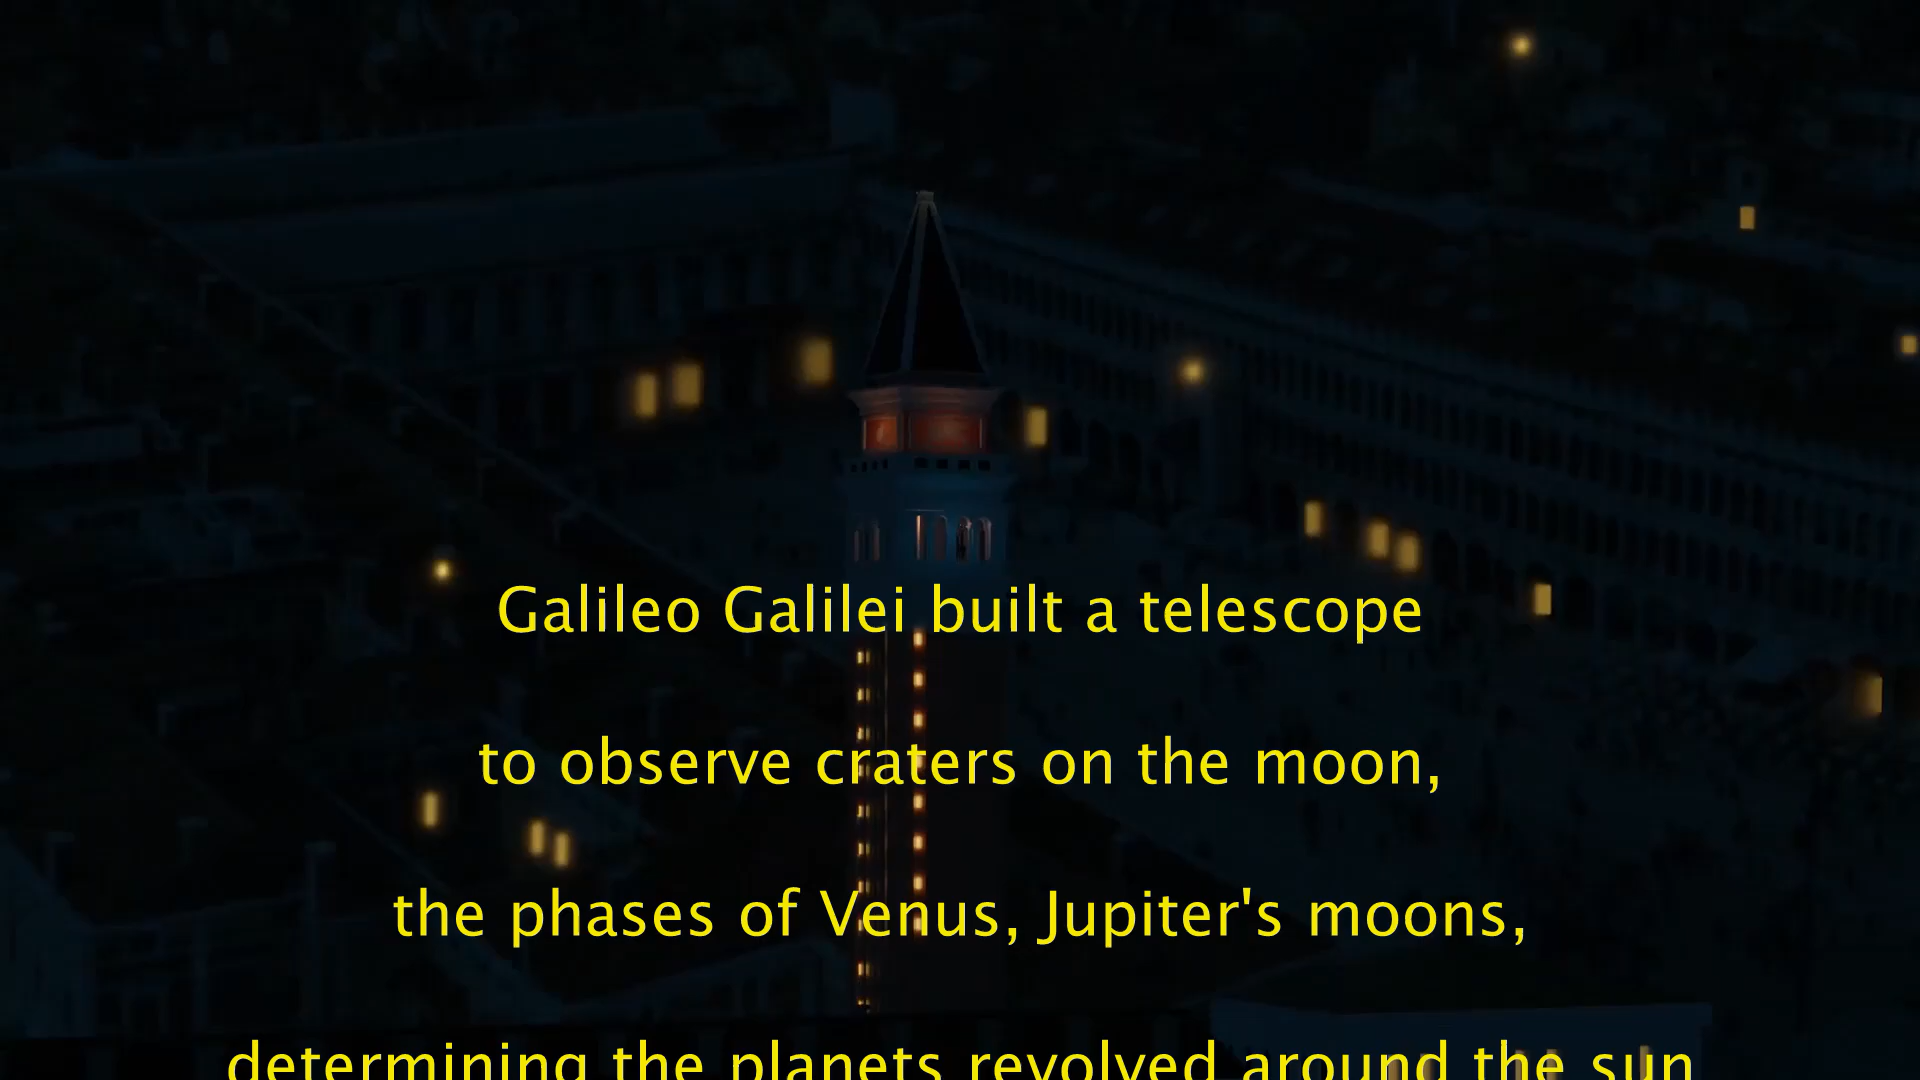 Galileo Galilei built a telescope
to observe craters on the moon,
the phases of Venus, Jupiter's moons,
determining the planets revolved around the sun